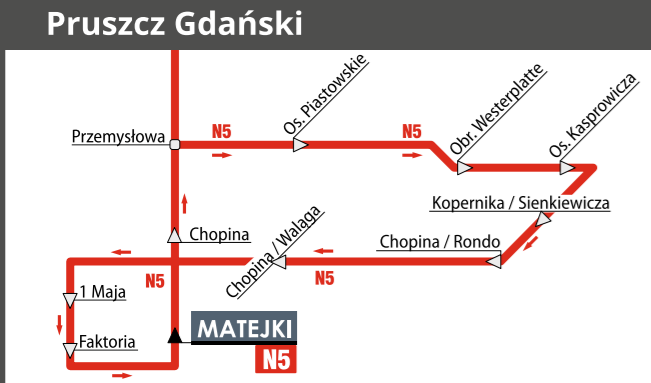 Pruszcz Gdański
Os. Piastowskie
Obr. Westerplatte
Os. Kasprowicza
Przemysłowa
N5
N5
Kopernika / Sienkiewicza
Chopina
Chopina / Wałąga
Chopina / Rondo
N5
N5
1 Maja
MATEJKI
Faktoria
N5